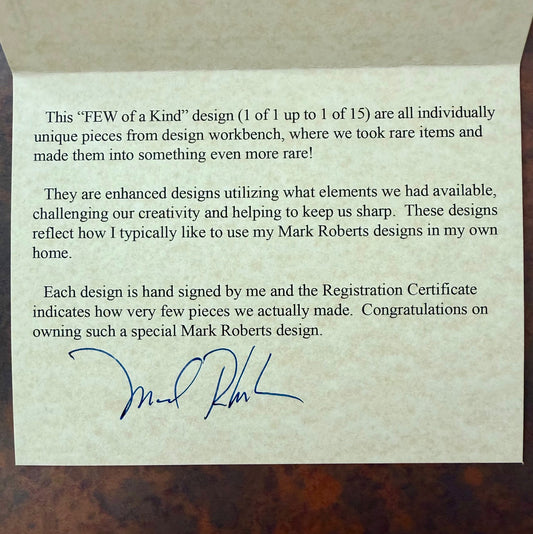 This “FEW of a Kind” design (1 of 1 up to 1 of 15) are all individually
unique pieces from design workbench, where we took rare items and
made them into something even more rare!
They are enhanced designs utilizing what elements we had available,
challenging our creativity and helping to keep us sharp. These designs
reflect how I typically like to use my Mark Roberts designs in my own
home.
Each design is hand signed by me and the Registration Certificate
indicates how very few pieces we actually made. Congratulations on
owning such a special Mark Roberts design.